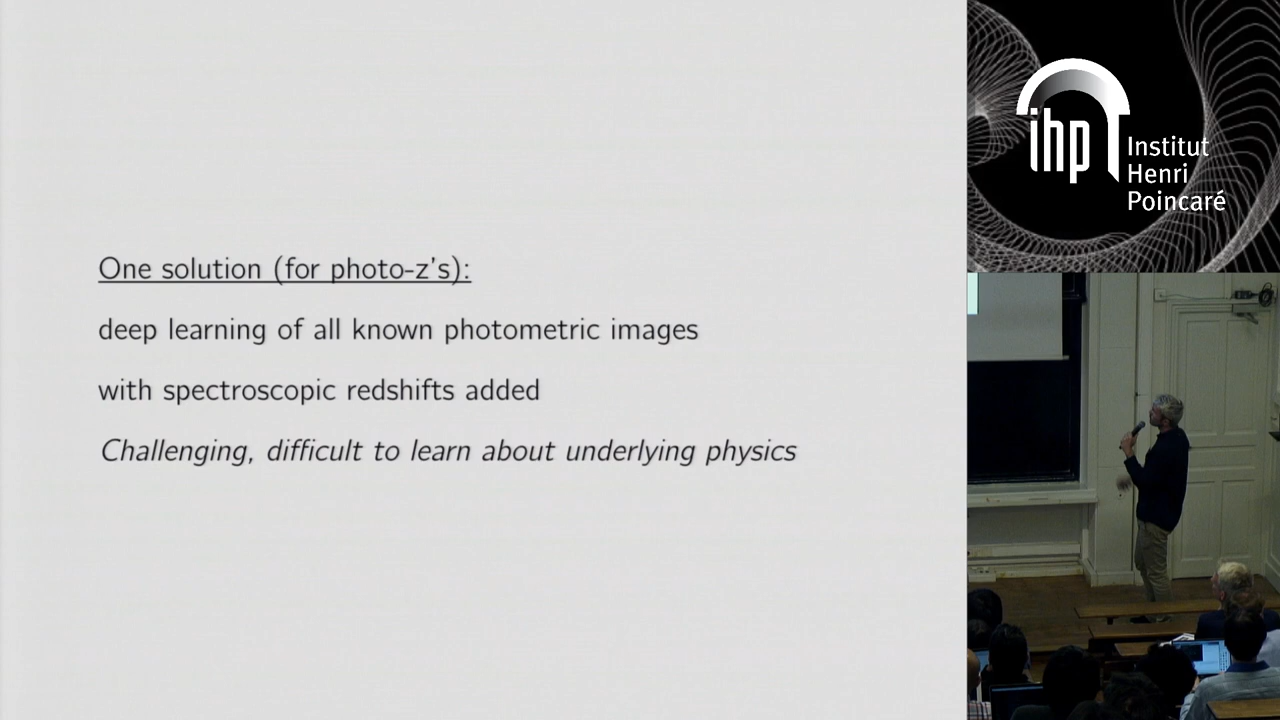 One solution (for photo-z's):
deep learning of all known photometric images
with spectroscopic redshifts added
Challenging, difficult to learn about underlying physics
ihp
Institut
Henri
Poincaré